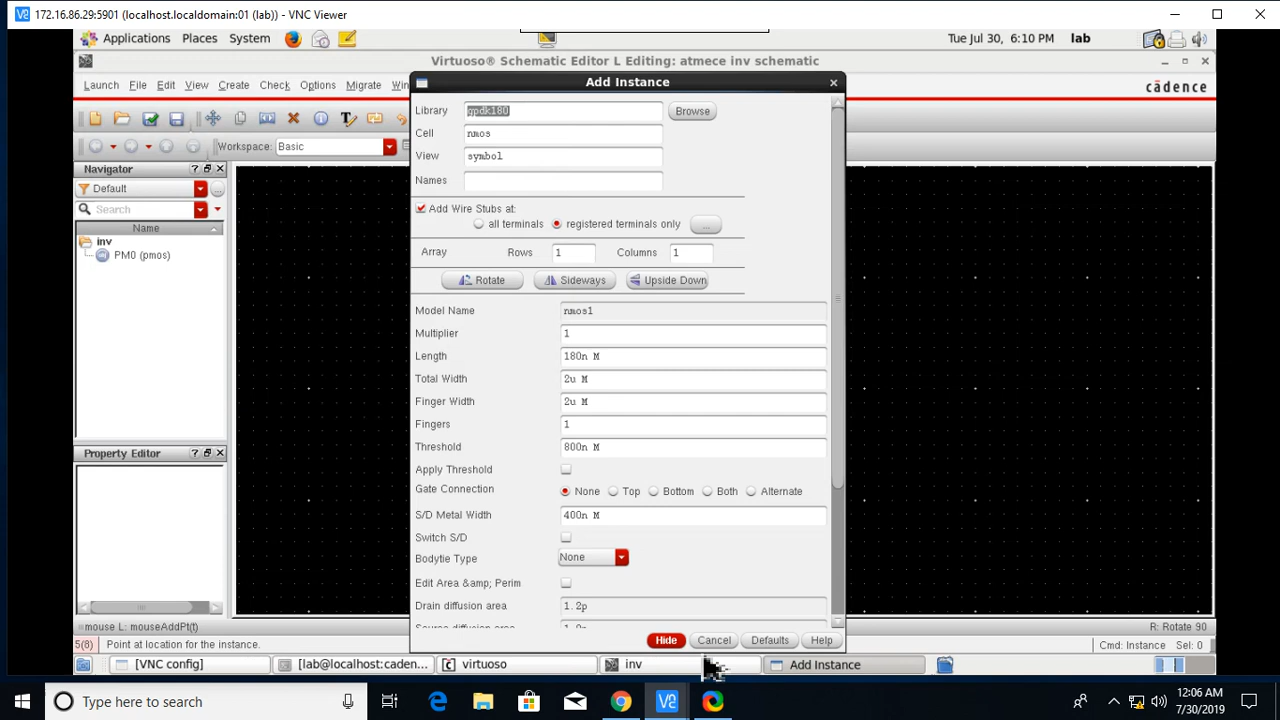 172.16.86.29:5901 (localhost.localdomain:01 (lab)) - VNC Viewer
Applications Places System Tue Jul 30, 6:10 PM lab
Virtuoso® Schematic Editor L Editing: atmece inv schematic
Launch File Edit View Create Check Options Migrate Win cādence
Add Instance
Library gpdk180 Browse
Cell nmos
View symbol
Names
Add Wire Stubs at:
all terminals registered terminals only ...
Array Rows 1 Columns 1
Rotate Sideways Upside Down
Model Name nmos1
Multiplier 1
Length 180n M
Total Width 2u M
Finger Width 2u M
Fingers 1
Threshold 800n M
Apply Threshold
Gate Connection None Top Bottom Both Alternate
S/D Metal Width 400n M
Switch S/D
Bodytie Type None
Edit Area &amp; Perim
Drain diffusion area 1.2p
Hide Cancel Defaults Help
Workspace: Basic
Navigator
Default
Search
Name
inv
PM0 (pmos)
Property Editor
mouse L: mouseAddPt(t) R: Rotate 90
5(8) Point at location for the instance. Cmd: Instance Sel: 0
[VNC config] [lab@localhost:caden... virtuoso inv Add Instance
Type here to search
12:06 AM
7/30/2019